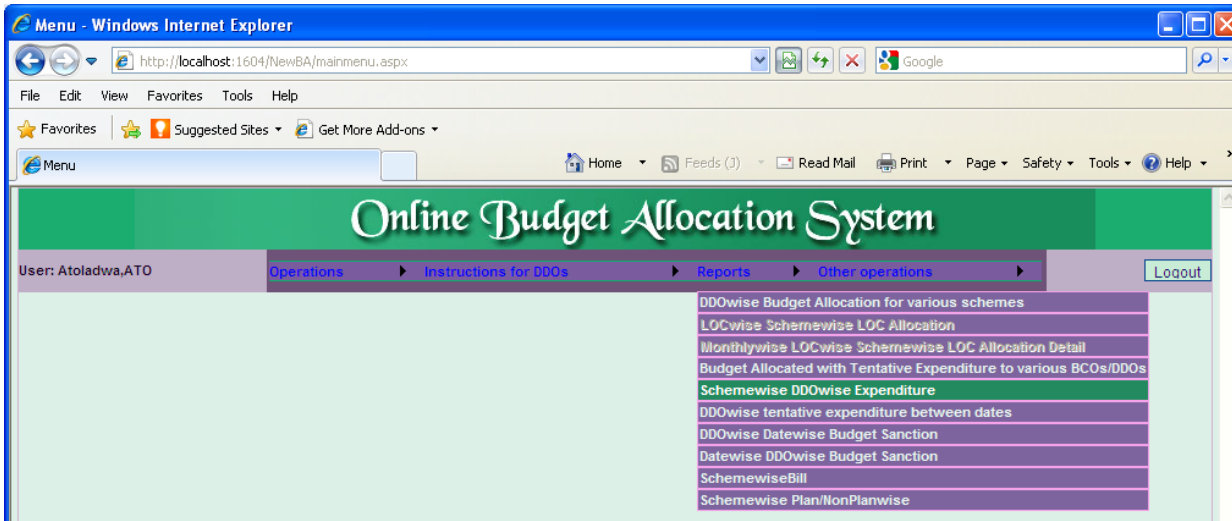 Menu - Windows Internet Explorer
http://localhost:1604/NewBA/mainmenu.aspx
Google
File Edit View Favorites Tools Help
Favorites Suggested Sites Get More Add-ons
Menu Home Feeds (J) Read Mail Print Page Safety Tools Help
Online Budget Allocation System
User: Atoladwa,ATO Operations Instructions for DDOs Reports Other operations Logout
DDOwise Budget Allocation for various schemes
LOCwise Schemewise LOC Allocation
Monthlywise LOCwise Schemewise LOC Allocation Detail
Budget Allocated with Tentative Expenditure to various BCOs/DDOs
Schemewise DDOwise Expenditure
DDOwise tentative expenditure between dates
DDOwise Datewise Budget Sanction
Datewise DDOwise Budget Sanction
SchemewiseBill
Schemewise Plan/NonPlanwise